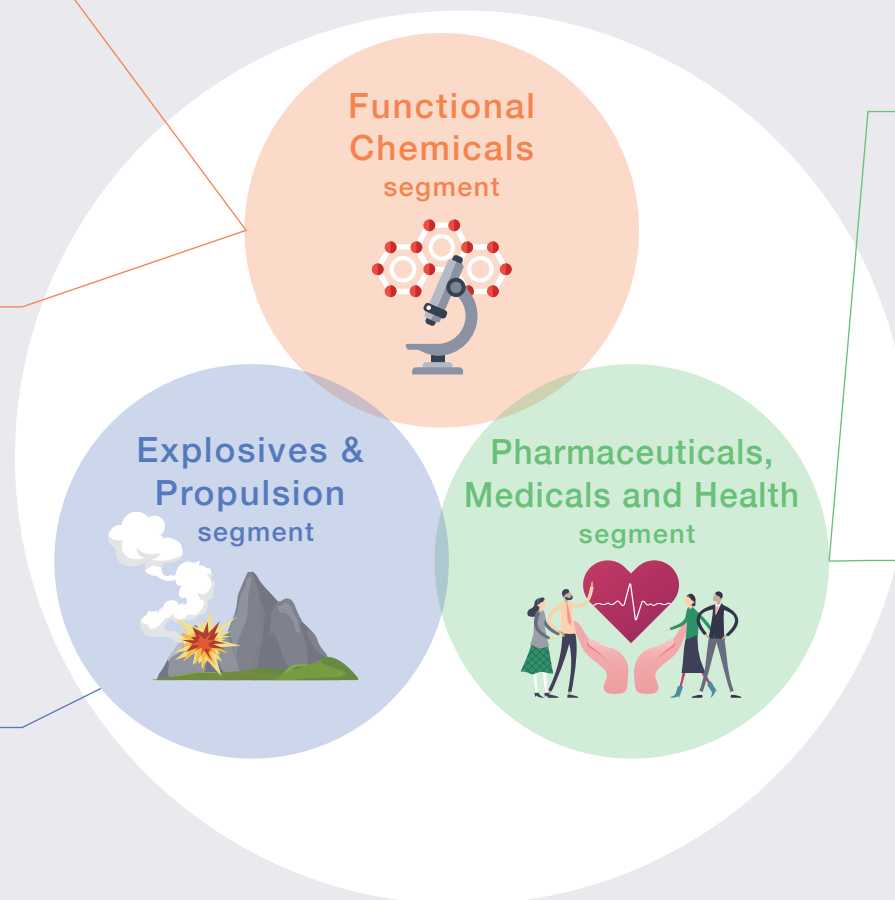 Functional
Chemicals
segment
Explosives &
Propulsion
segment
Pharmaceuticals,
Medicals and Health
segment